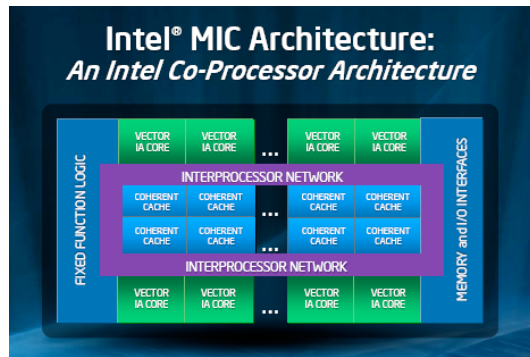 Intel® MIC Architecture:
An Intel Co-Processor Architecture
FIXED FUNCTION LOGIC
VECTOR IA CORE
VECTOR IA CORE
...
VECTOR IA CORE
VECTOR IA CORE
INTERPROCESSOR NETWORK
COHERENT CACHE
COHERENT CACHE
...
COHERENT CACHE
COHERENT CACHE
COHERENT CACHE
COHERENT CACHE
...
COHERENT CACHE
COHERENT CACHE
INTERPROCESSOR NETWORK
VECTOR IA CORE
VECTOR IA CORE
...
VECTOR IA CORE
VECTOR IA CORE
MEMORY and I/O INTERFACES